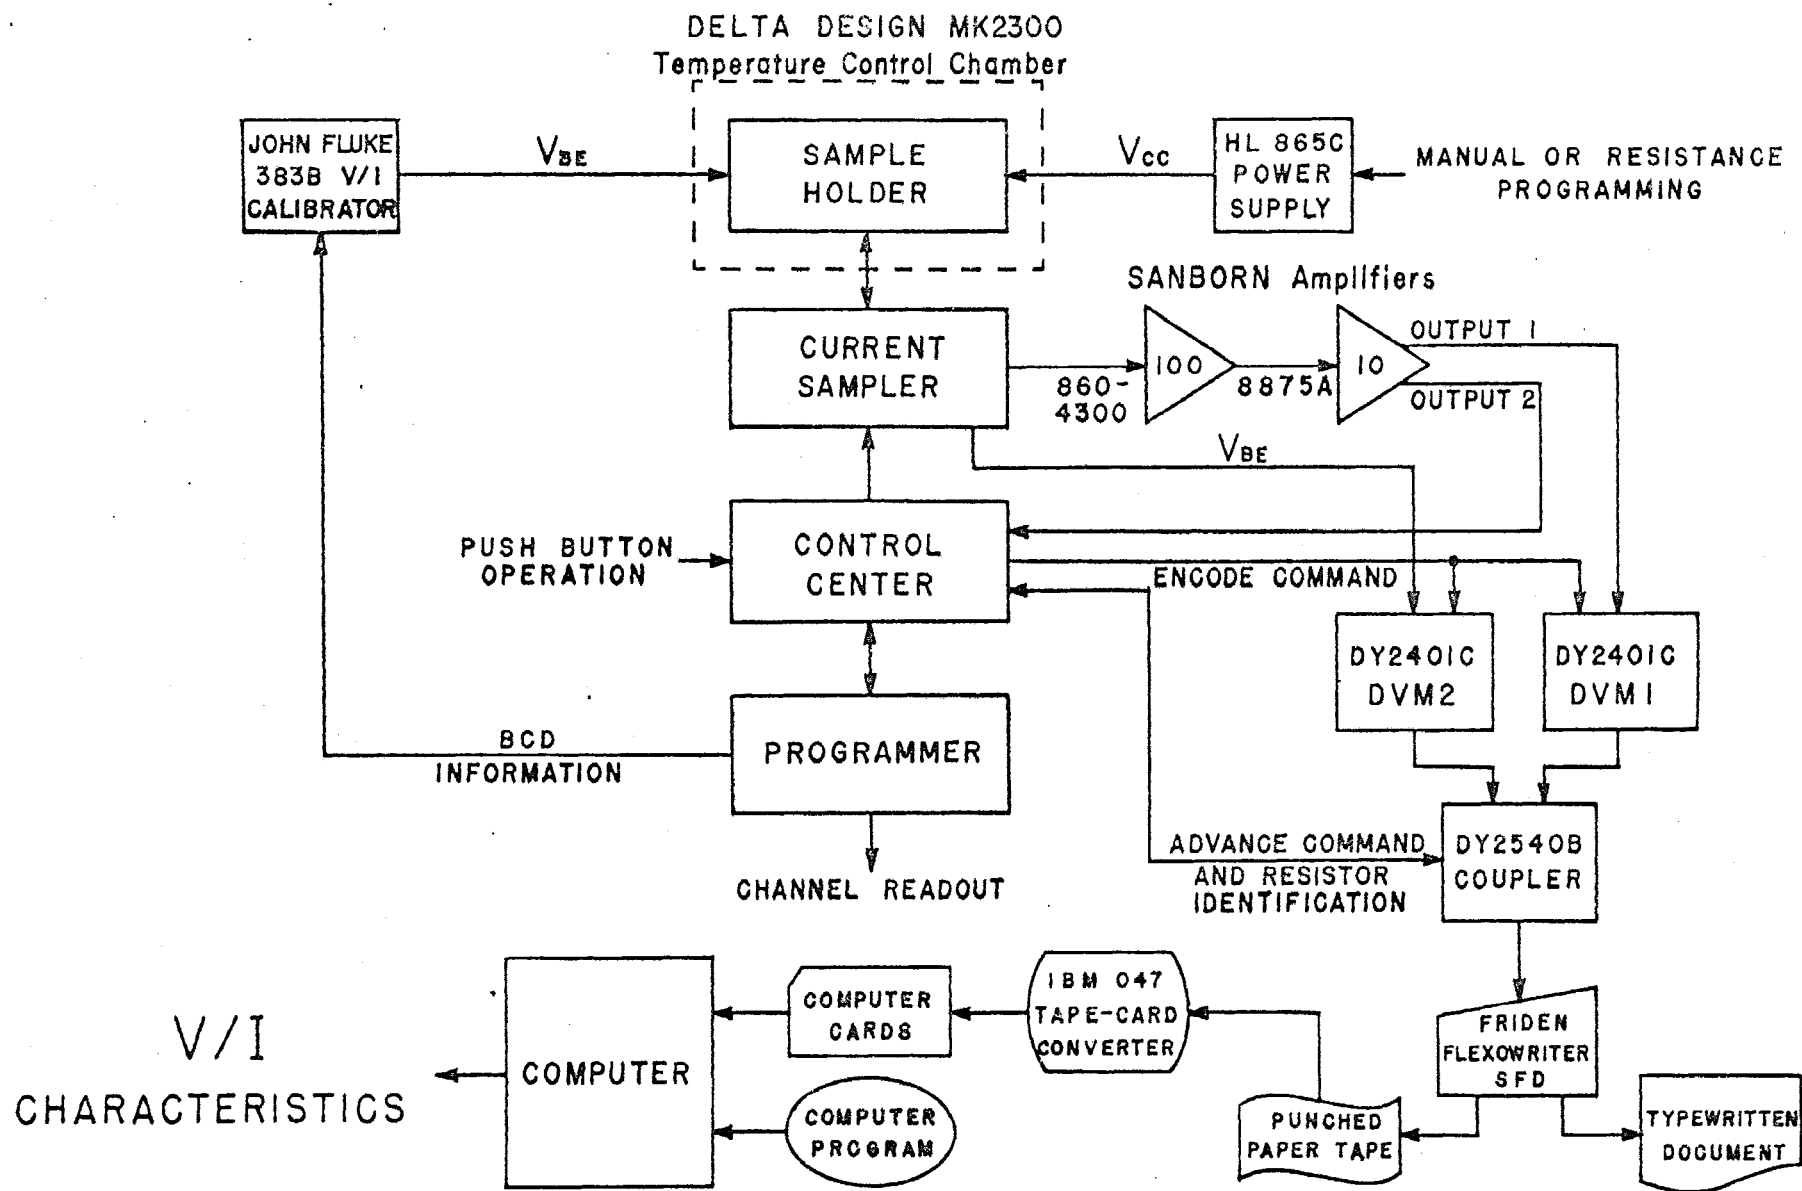 DELTA DESIGN MK2300
Temperature Control Chamber
JOHN FLUKE
383B V/I
CALIBRATOR
VBE
SAMPLE
HOLDER
VCC
HL 865C
POWER
SUPPLY
MANUAL OR RESISTANCE
PROGRAMMING
SANBORN Amplifiers
CURRENT
SAMPLER
860-
4300
100
8875A
10
OUTPUT 1
OUTPUT 2
VBE
PUSH BUTTON
OPERATION
CONTROL
CENTER
ENCODE COMMAND
DY2401C
DVM2
DY2401C
DVM1
BCD
INFORMATION
PROGRAMMER
CHANNEL READOUT
ADVANCE COMMAND
AND RESISTOR
IDENTIFICATION
DY2540B
COUPLER
V/I
CHARACTERISTICS
COMPUTER
COMPUTER
CARDS
COMPUTER
PROGRAM
IBM 047
TAPE-CARD
CONVERTER
PUNCHED
PAPER TAPE
FRIDEN
FLEXOWRITER
SFD
TYPEWRITTEN
DOCUMENT